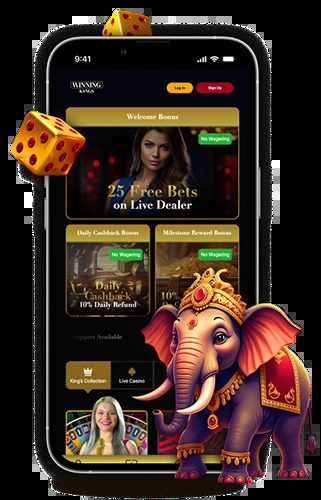 9:41
WINNING
KINGS
Log In
Sign Up
Welcome Bonus
No Wagering
25 Free Bets
on Live Dealer
Daily Cashback Bonus
Milestone Reward Bonus
No Wagering
No Wagering
Daily
Cashback
10% Daily Refund
10%
Support Available
King's Collection
Live Casino